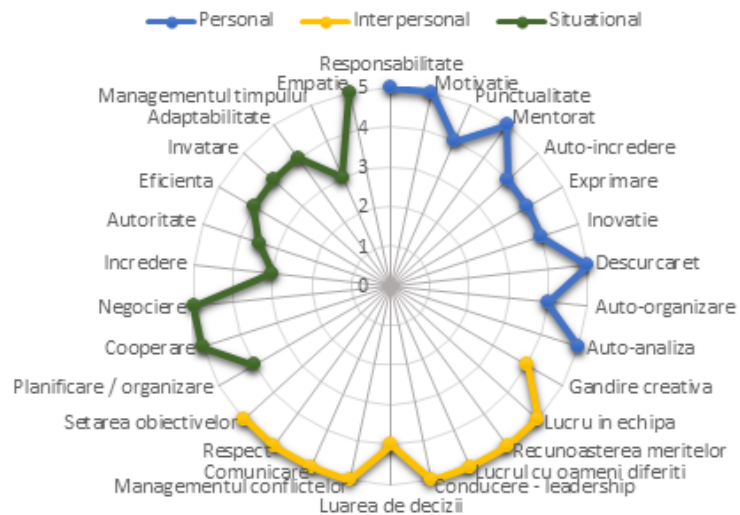 Personal
Interpersonal
Situational
Responsabilitate
Motivatie
Punctualitate
Mentorat
Auto-incredere
Exprimare
Inovatie
Descurcaret
Auto-organizare
Auto-analiza
Gandire creativa
Lucru in echipa
Recunoasterea meritelor
Lucrul cu oameni diferiti
Conducere - leadership
Luarea de decizii
Managementul conflictelor
Comunicare
Respect
Setarea obiectivelor
Planificare / organizare
Cooperare
Negociere
Incredere
Autoritate
Eficienta
Invatare
Adaptabilitate
Managementul timpului
Empatie
5
4
3
2
1
0